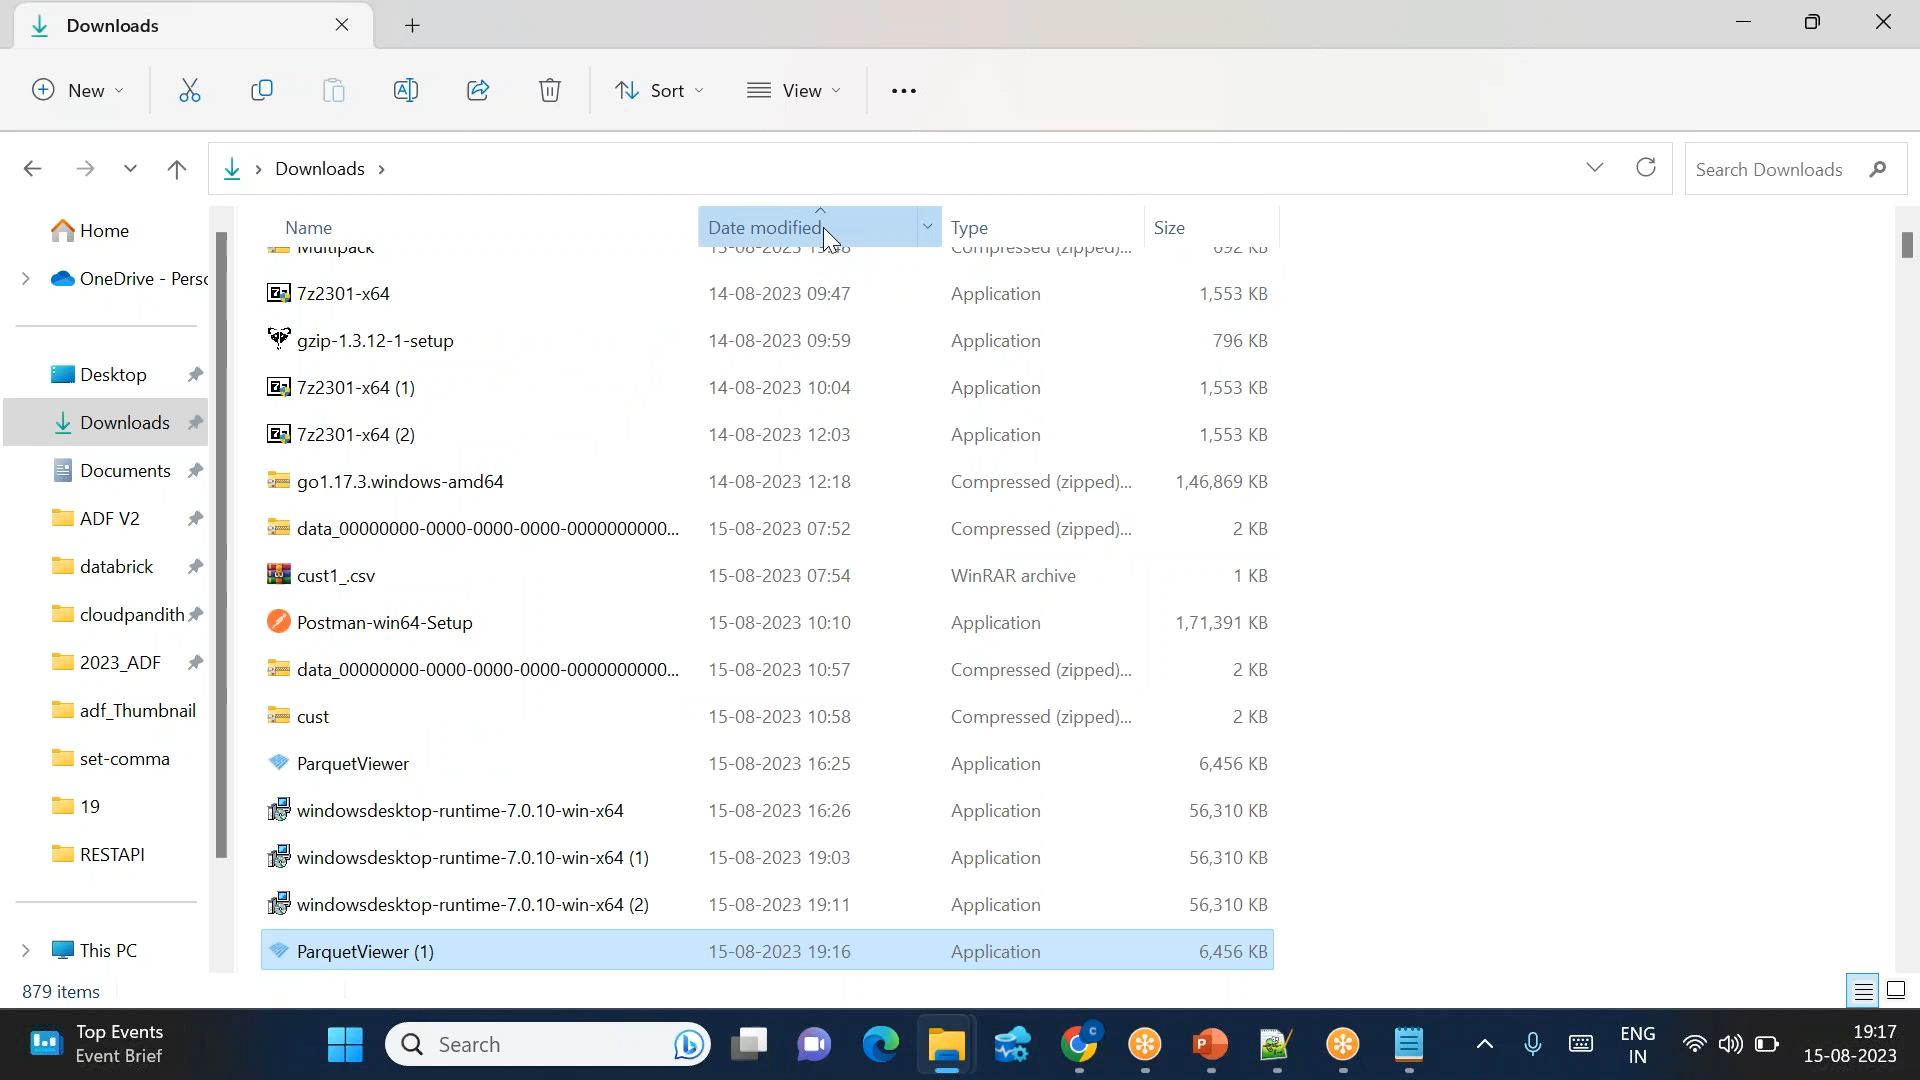 Downloads
New
Sort
View
Downloads
Search Downloads
Name Date modified Type Size
Multipack Compressed (zipped)... 692 KB
7z2301-x64 14-08-2023 09:47 Application 1,553 KB
gzip-1.3.12-1-setup 14-08-2023 09:59 Application 796 KB
7z2301-x64 (1) 14-08-2023 10:04 Application 1,553 KB
7z2301-x64 (2) 14-08-2023 12:03 Application 1,553 KB
go1.17.3.windows-amd64 14-08-2023 12:18 Compressed (zipped)... 1,46,869 KB
data_00000000-0000-0000-0000-0000000000... 15-08-2023 07:52 Compressed (zipped)... 2 KB
cust1_.csv 15-08-2023 07:54 WinRAR archive 1 KB
Postman-win64-Setup 15-08-2023 10:10 Application 1,71,391 KB
data_00000000-0000-0000-0000-0000000000... 15-08-2023 10:57 Compressed (zipped)... 2 KB
cust 15-08-2023 10:58 Compressed (zipped)... 2 KB
ParquetViewer 15-08-2023 16:25 Application 6,456 KB
windowsdesktop-runtime-7.0.10-win-x64 15-08-2023 16:26 Application 56,310 KB
windowsdesktop-runtime-7.0.10-win-x64 (1) 15-08-2023 19:03 Application 56,310 KB
windowsdesktop-runtime-7.0.10-win-x64 (2) 15-08-2023 19:11 Application 56,310 KB
ParquetViewer (1) 15-08-2023 19:16 Application 6,456 KB
Home
OneDrive - Perso
Desktop
Downloads
Documents
ADF V2
databrick
cloudpandith
2023_ADF
adf_Thumbnail
set-comma
19
RESTAPI
This PC
879 items
Top Events
Event Brief
Search
ENG
IN
19:17
15-08-2023